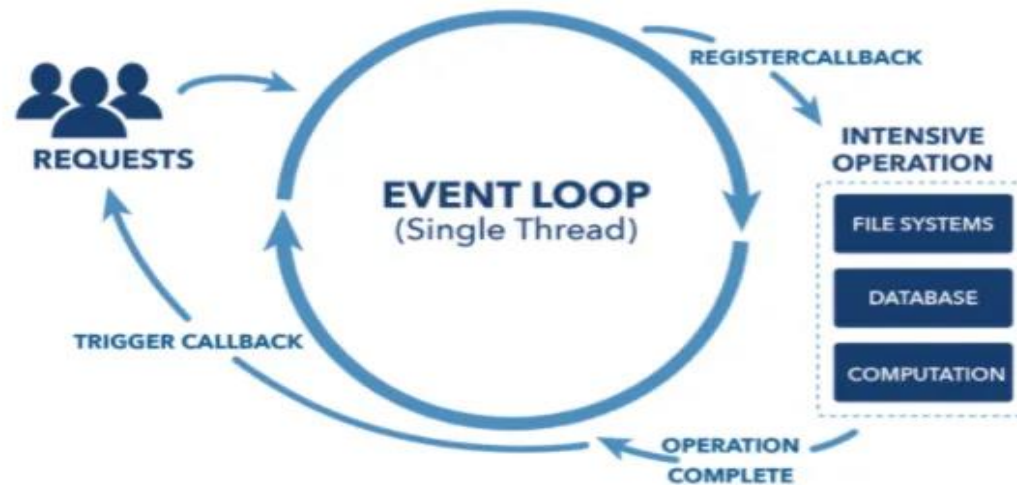 REQUESTS
EVENT LOOP
(Single Thread)
REGISTERCALLBACK
INTENSIVE
OPERATION
FILE SYSTEMS
DATABASE
COMPUTATION
OPERATION
COMPLETE
TRIGGER CALLBACK